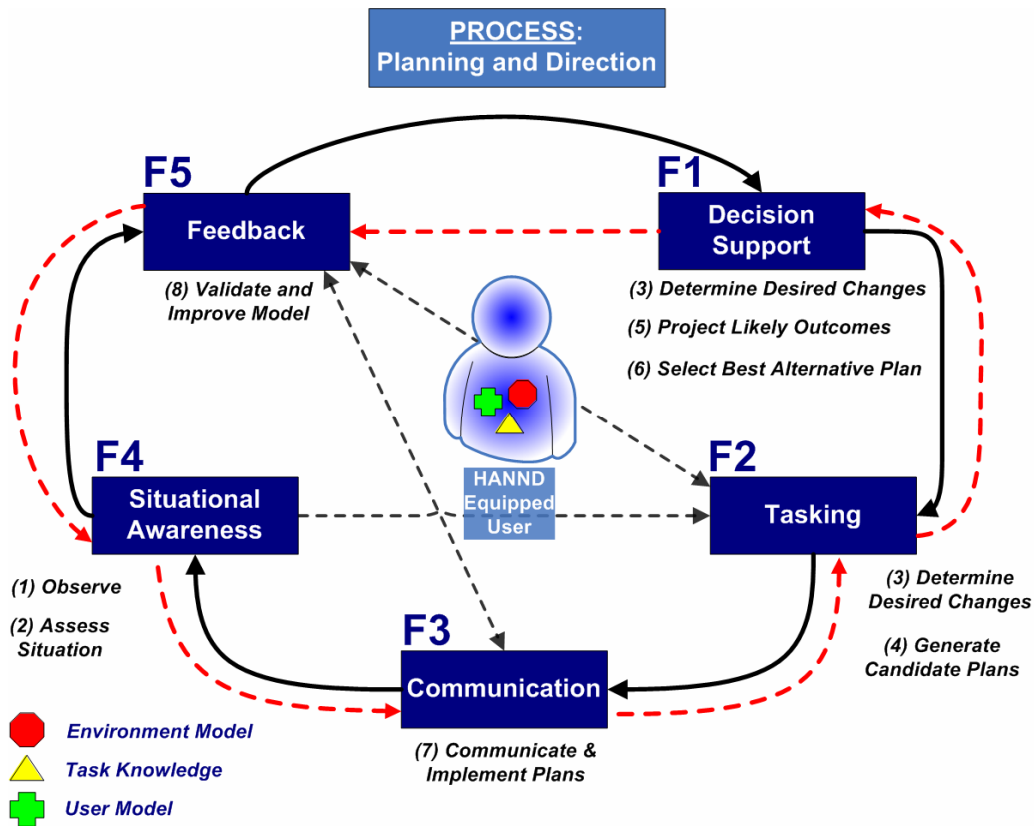 PROCESS:
Planning and Direction
F5
Feedback
(8) Validate and
Improve Model
F1
Decision
Support
(3) Determine Desired Changes
(5) Project Likely Outcomes
(6) Select Best Alternative Plan
F4
Situational
Awareness
(1) Observe
(2) Assess
Situation
HANND
Equipped
User
F2
Tasking
(3) Determine
Desired Changes
(4) Generate
Candidate Plans
F3
Communication
(7) Communicate &
Implement Plans
Environment Model
Task Knowledge
User Model